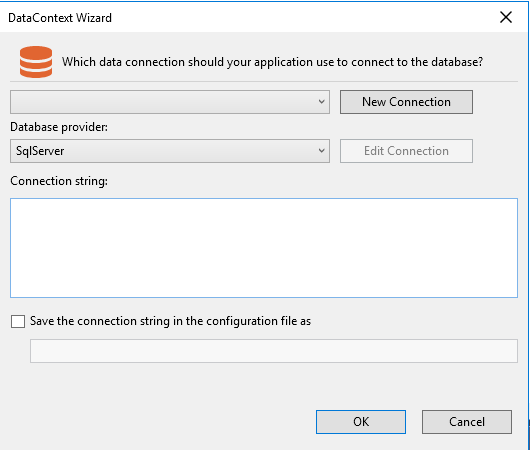 DataContext Wizard
Which data connection should your application use to connect to the database?
New Connection
Database provider:
SqlServer
Edit Connection
Connection string:
Save the connection string in the configuration file as
OK
Cancel